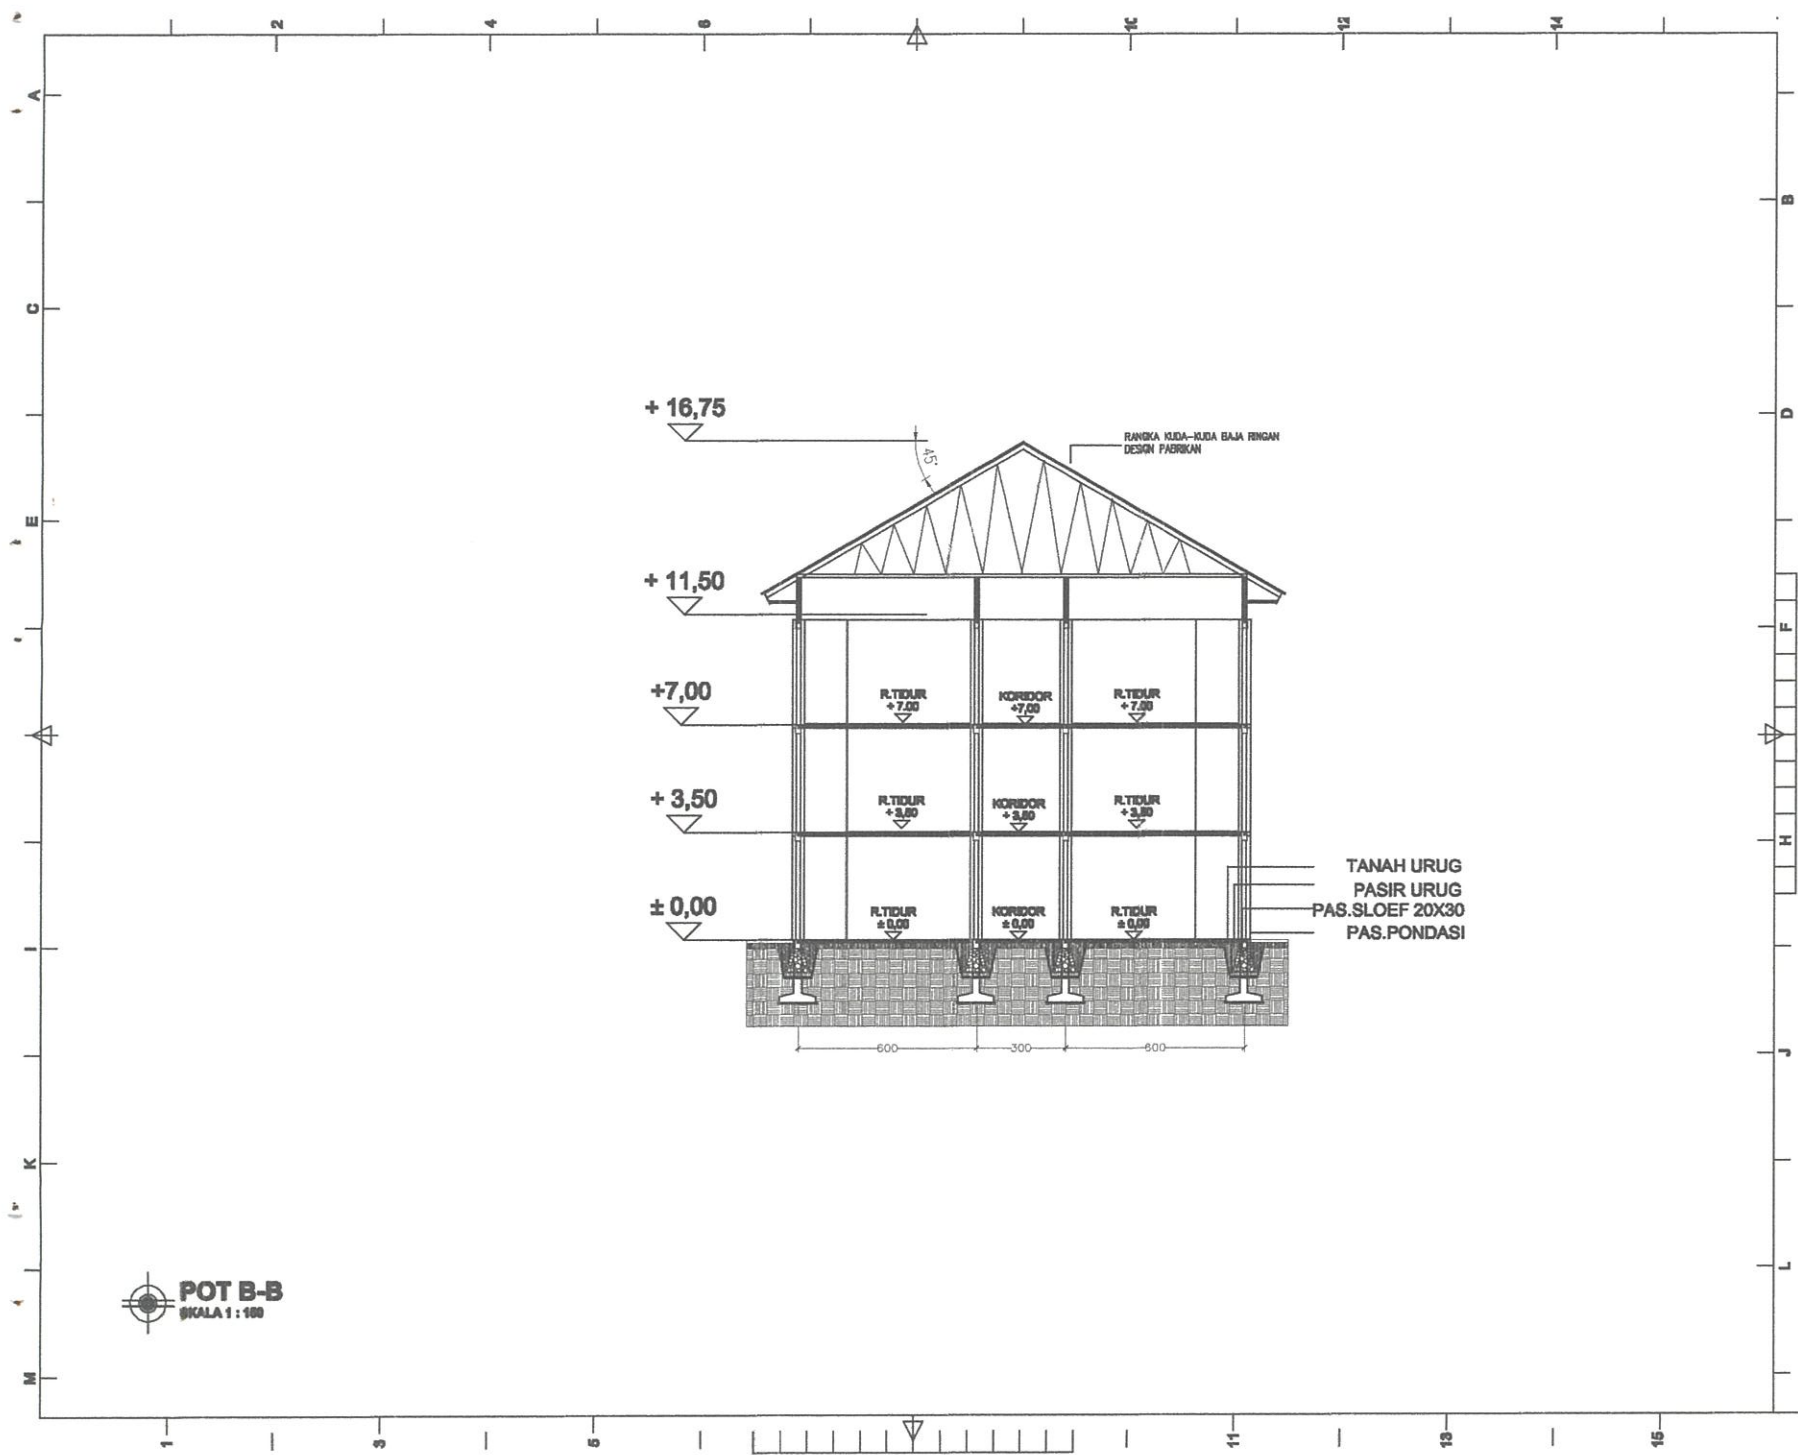 2
4
6
10
12
14
A
B
C
D
E
F
H
I
J
K
L
M
+ 16,75
45°
RANGKA KUDA-KUDA BAJA RINGAN
DESIGN PABRIKAN
+ 11,50
+7,00
R.TIDUR
+ 7.00
KORIDOR
+7,00
R.TIDUR
+ 7.00
+ 3,50
R.TIDUR
+ 3,50
KORIDOR
+ 3,50
R.TIDUR
+ 3,50
± 0,00
R.TIDUR
± 0,00
KORIDOR
± 0,00
R.TIDUR
± 0,00
TANAH URUG
PASIR URUG
PAS.SLOEF 20X30
PAS.PONDASI
600
300
600
POT B-B
SKALA 1 :
1
3
5
11
13
15